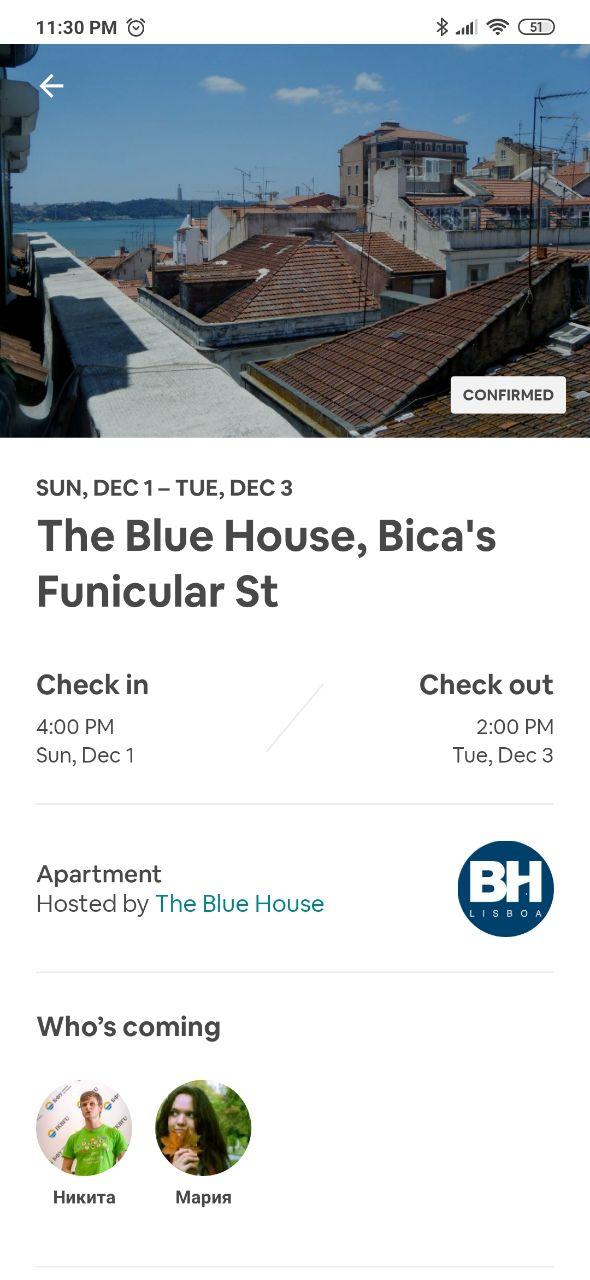 11:30 PM
51
CONFIRMED
SUN, DEC 1 – TUE, DEC 3
The Blue House, Bica's
Funicular St
Check in
Check out
4:00 PM
2:00 PM
Sun, Dec 1
Tue, Dec 3
Apartment
Hosted by The Blue House
BH
LISBOA
Who's coming
Никита
Мария